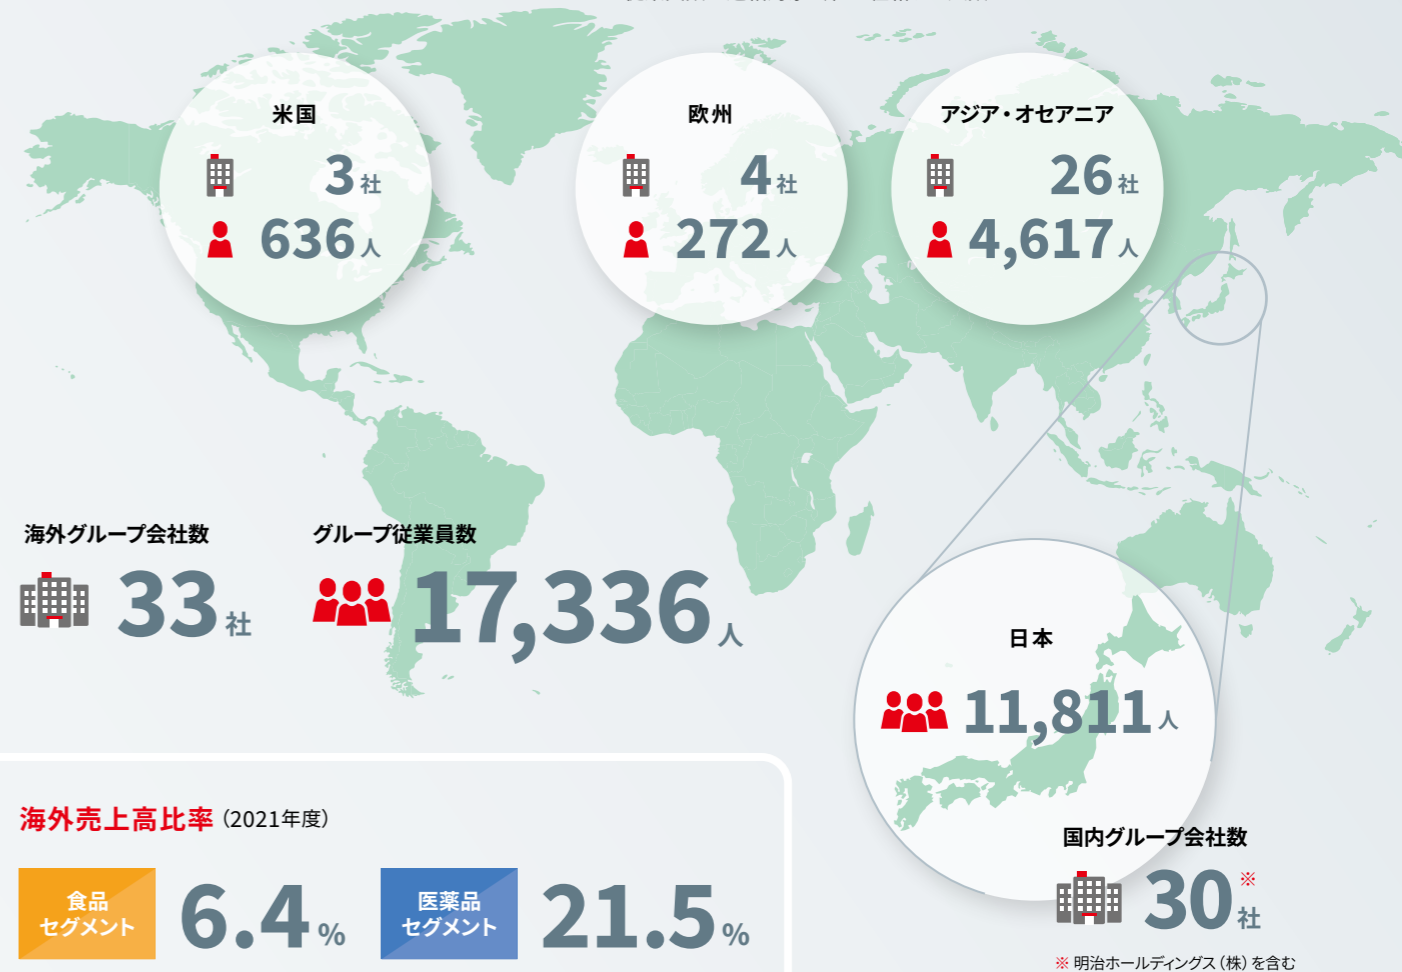 米国
3社
636人
欧州
4社
272人
アジア・オセアニア
26社
4,617人
海外グループ会社数
33社
グループ従業員数
17,336人
日本
11,811人
国内グループ会社数
30※社
※ 明治ホールディングス（株）を含む
海外売上高比率（2021年度）
食品
セグメント
6.4%
医薬品
セグメント
21.5%